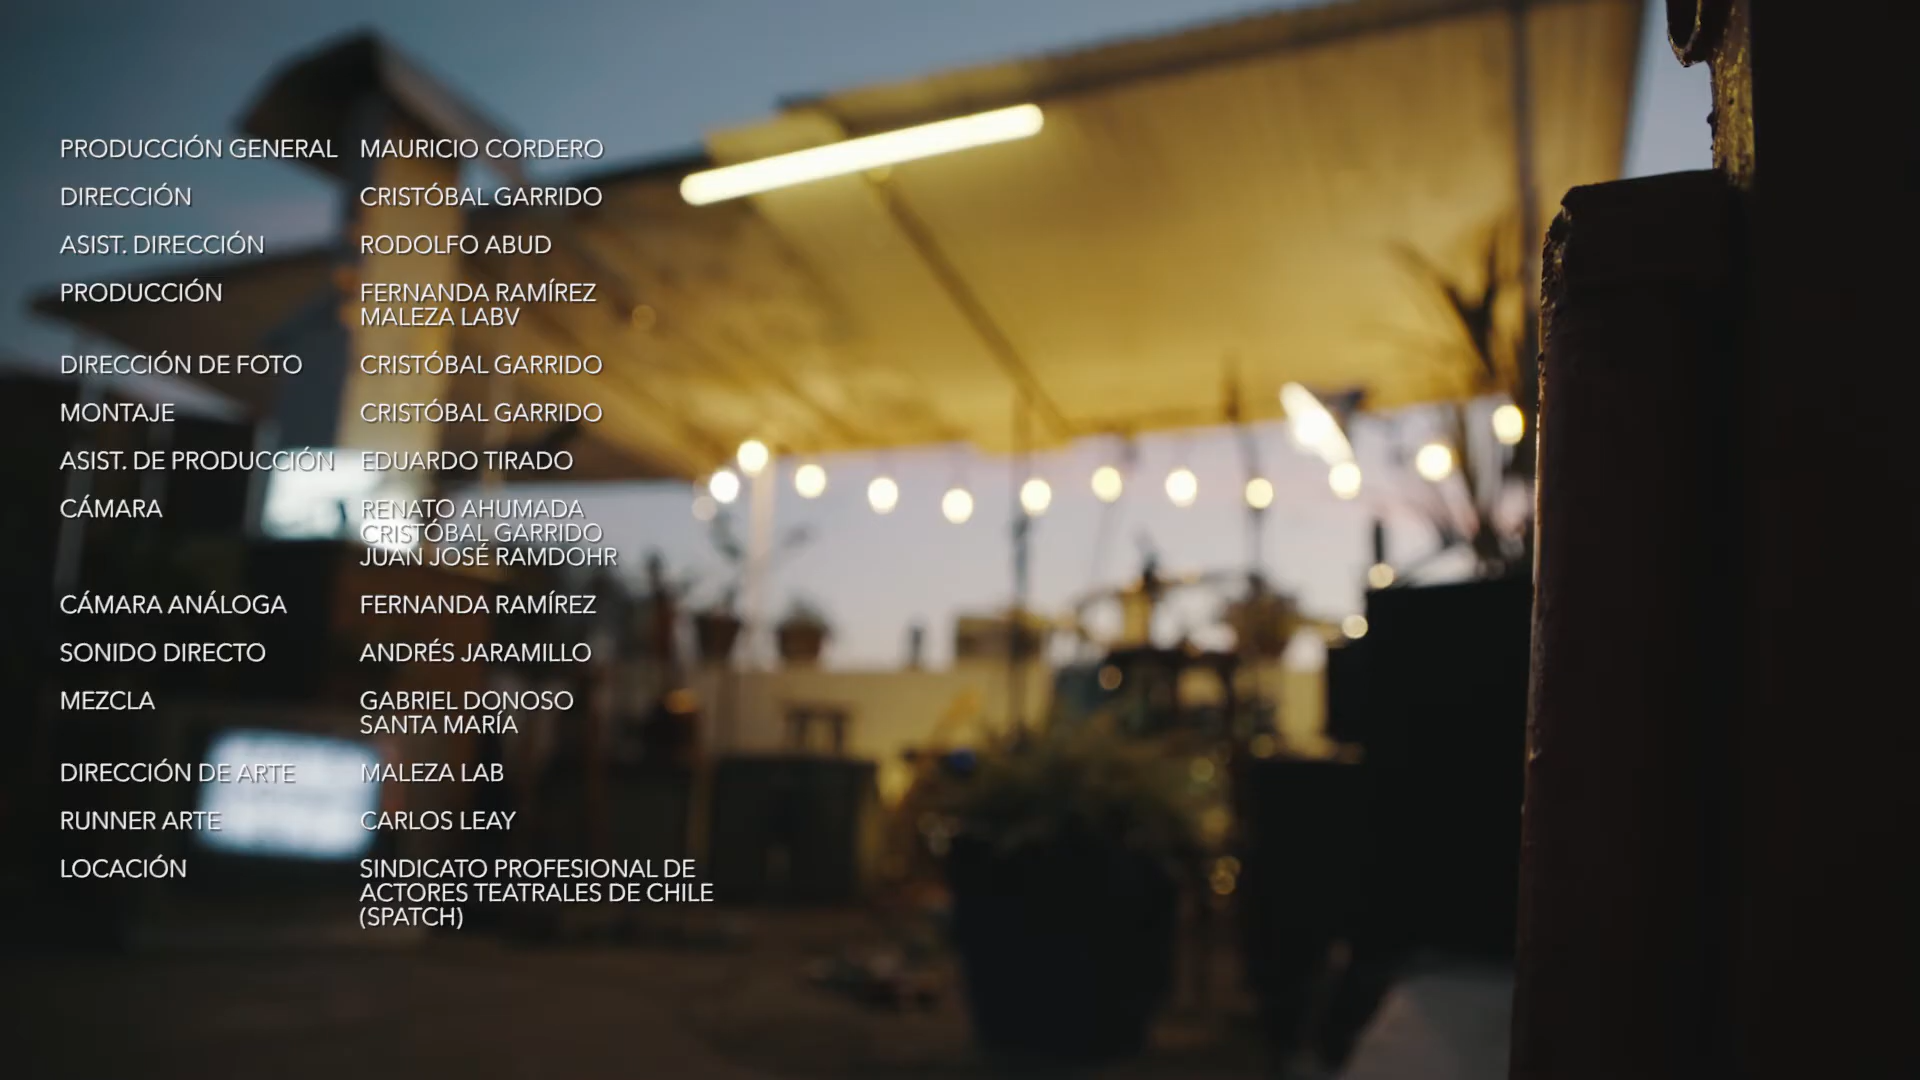 PRODUCCIÓN GENERAL MAURICIO CORDERO
DIRECCIÓN CRISTÓBAL GARRIDO
ASIST. DIRECCIÓN RODOLFO ABUD
PRODUCCIÓN FERNANDA RAMÍREZ
MALEZA LABV
DIRECCIÓN DE FOTO CRISTÓBAL GARRIDO
MONTAJE CRISTÓBAL GARRIDO
ASIST. DE PRODUCCIÓN EDUARDO TIRADO
CÁMARA RENATO AHUMADA
CRISTÓBAL GARRIDO
JUAN JOSÉ RAMDOHR
CÁMARA ANÁLOGA FERNANDA RAMÍREZ
SONIDO DIRECTO ANDRÉS JARAMILLO
MEZCLA GABRIEL DONOSO
SANTA MARÍA
DIRECCIÓN DE ARTE MALEZA LAB
RUNNER ARTE CARLOS LEAY
LOCACIÓN SINDICATO PROFESIONAL DE
ACTORES TEATRALES DE CHILE
(SPATCH)